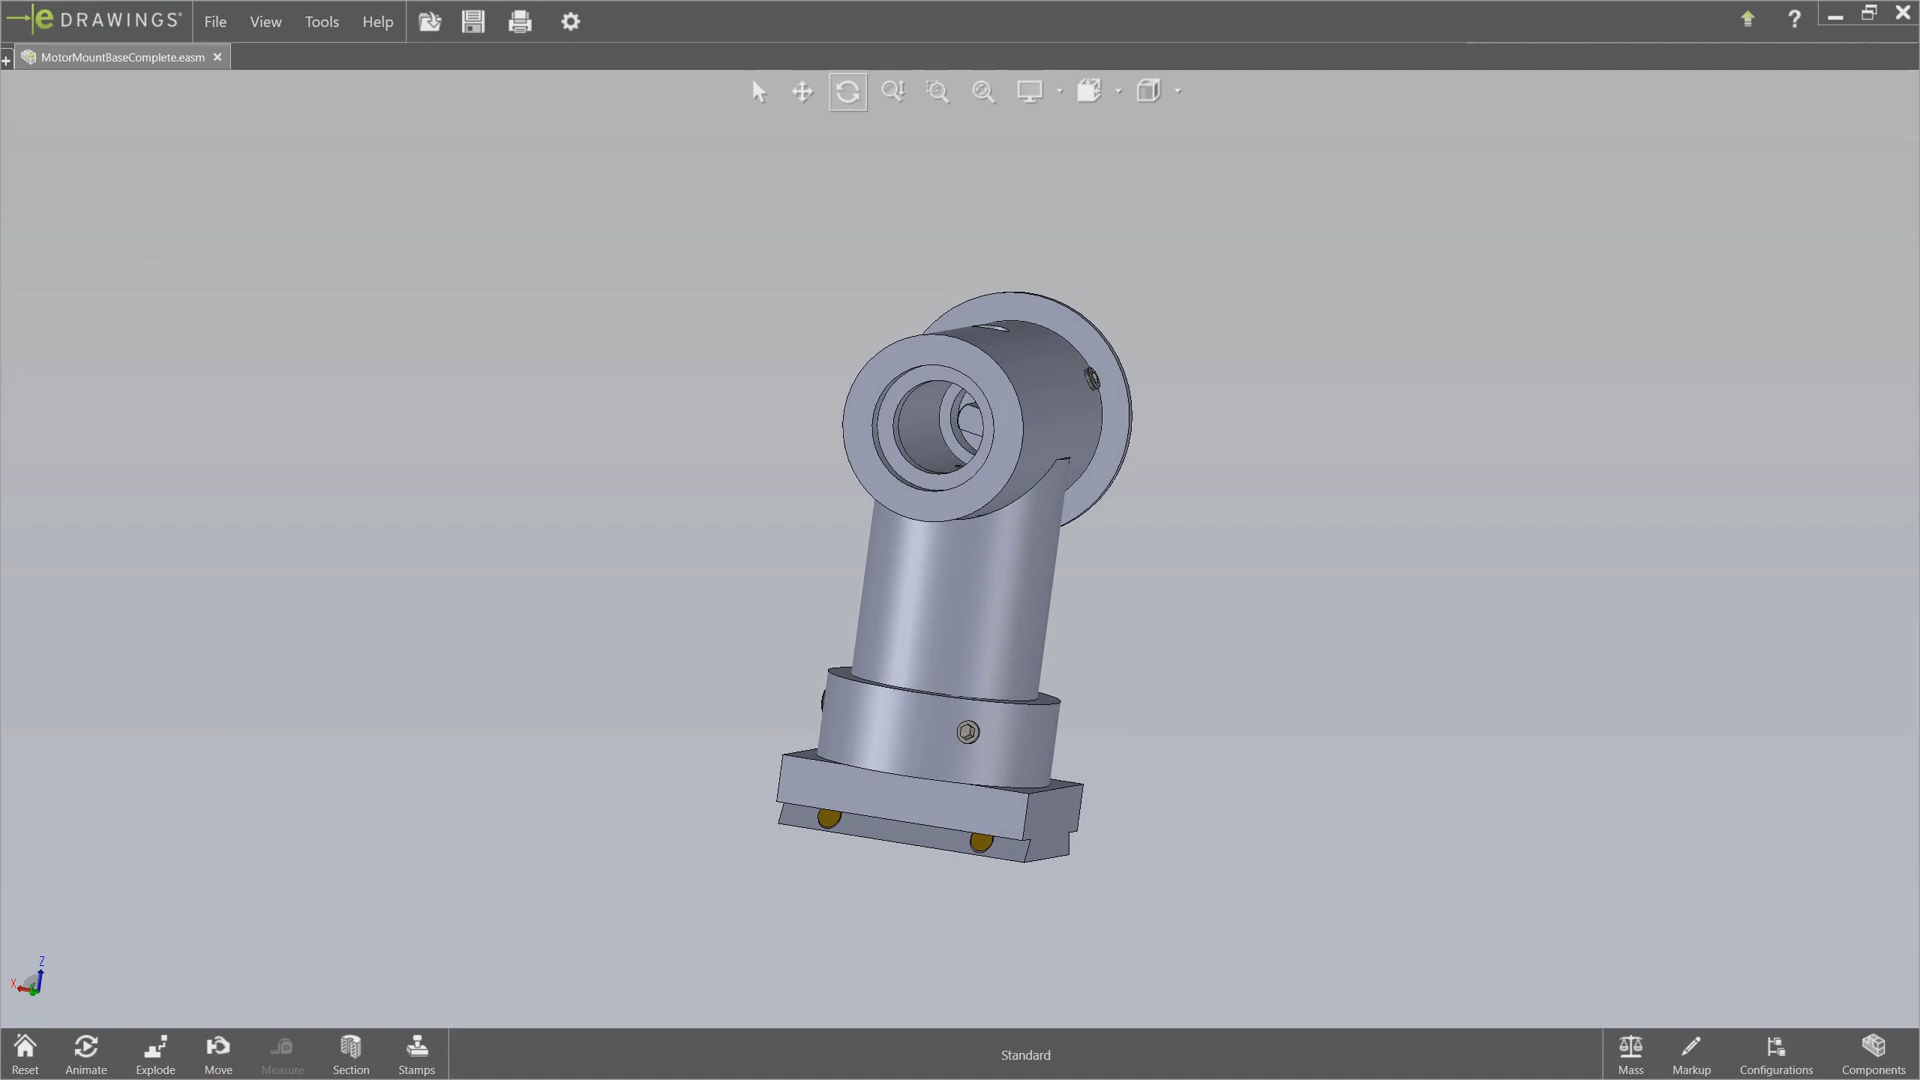 eDRAWINGS® File View Tools Help ?
+ MotorMountBaseComplete.easm
Z
X
Reset Animate Explode Move Measure Section Stamps Standard Mass Markup Configurations Components